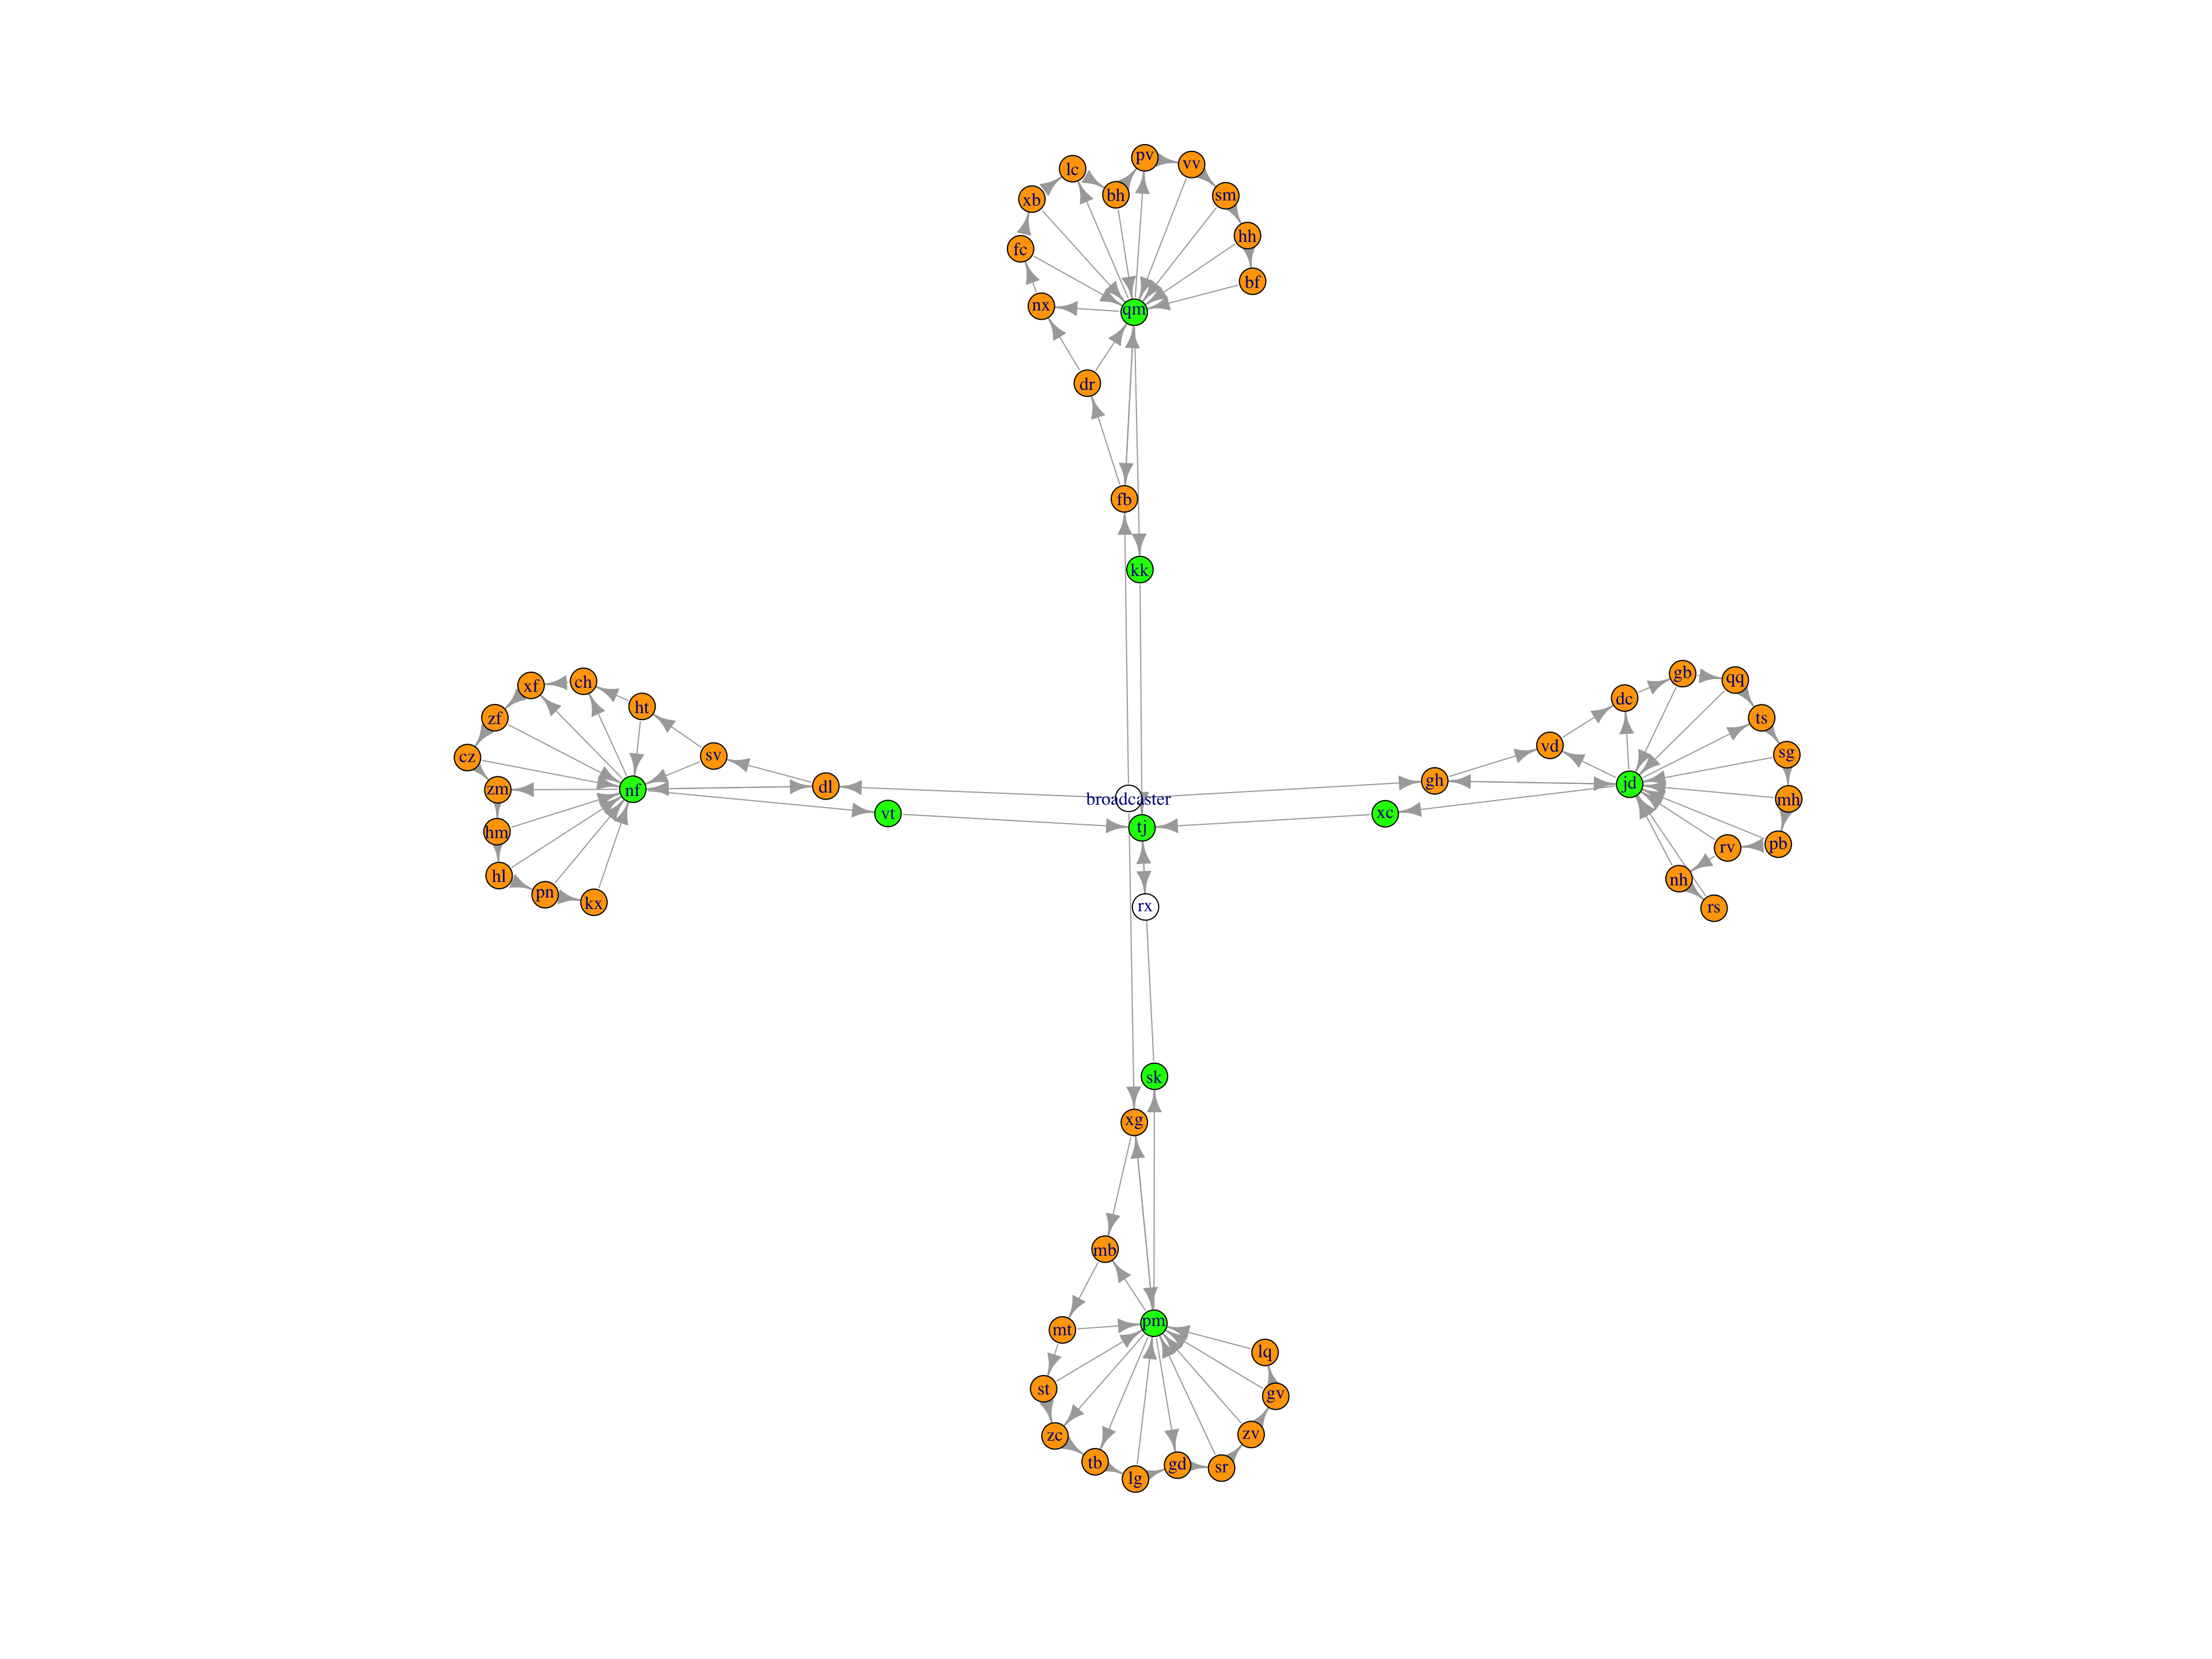 pv
vv
lc
bh
sm
xb
hh
fc
bf
nx
qm
dr
fb
kk
gb
qq
xf
ch
dc
ht
ts
zf
vd
sv
sg
cz
gh
jd
dl
zm
nf
broadcaster
mh
vt
xc
tj
hm
pb
rv
hl
nh
pn
kx
rx
rs
sk
xg
mb
pm
mt
lq
st
gv
zc
zv
tb
gd
sr
lg